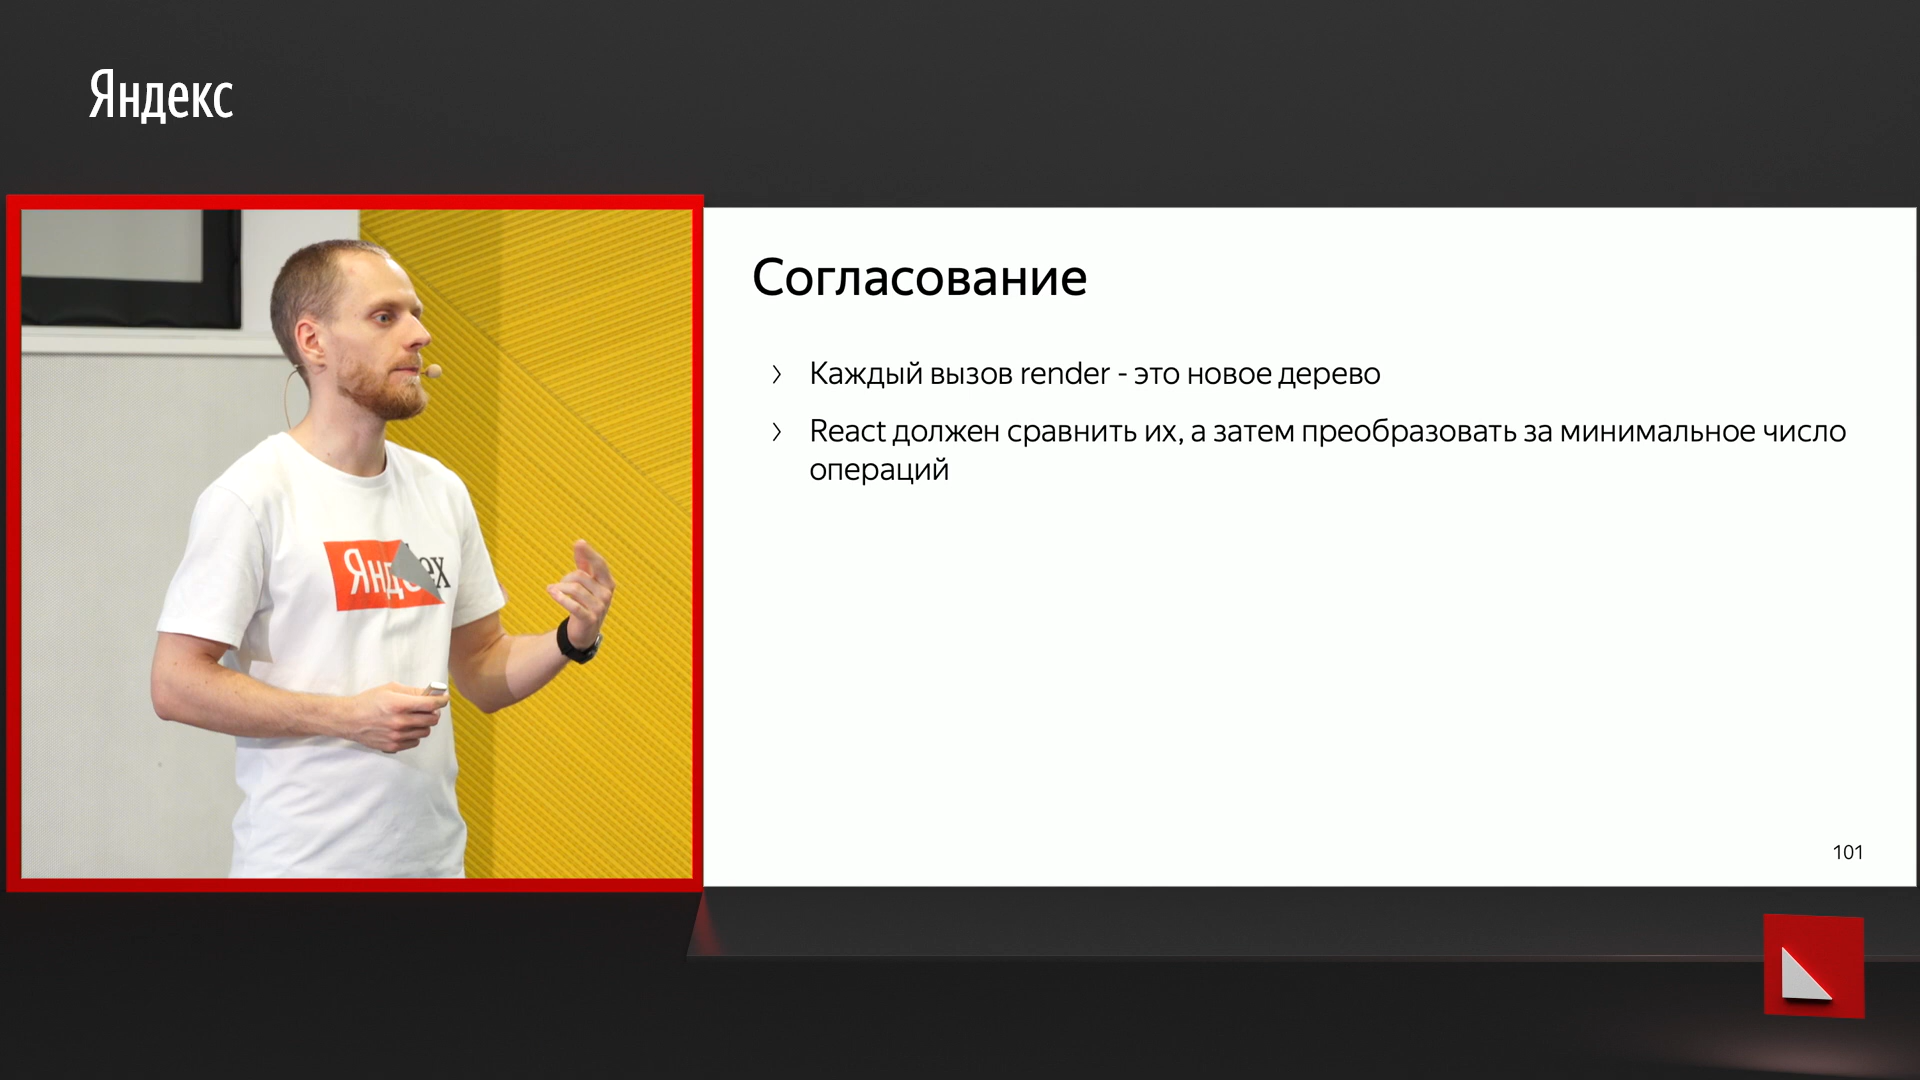 Яндекс
Согласование
› Каждый вызов render - это новое дерево
› React должен сравнить их, а затем преобразовать за минимальное число
операций
101